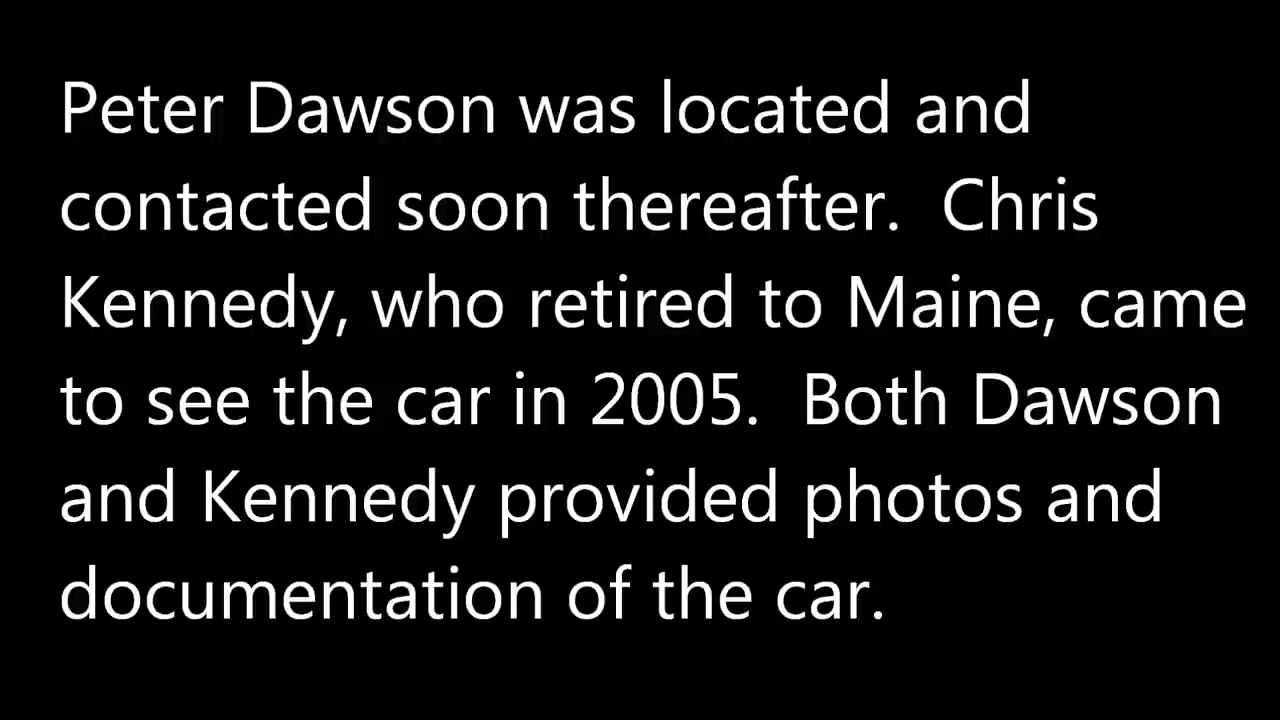 Peter Dawson was located and
contacted soon thereafter.  Chris
Kennedy, who retired to Maine, came
to see the car in 2005.  Both Dawson
and Kennedy provided photos and
documentation of the car.